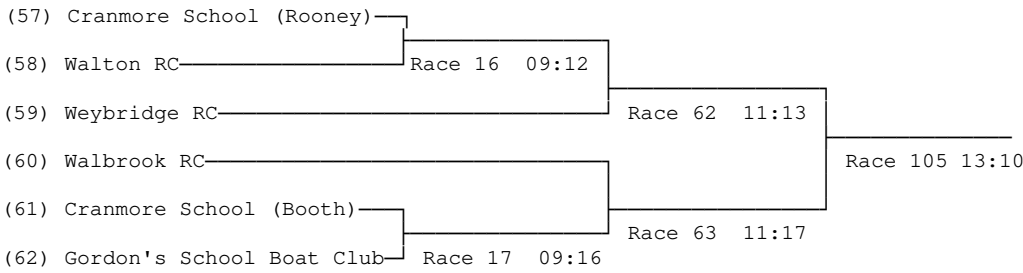 (57) Cranmore School (Rooney)
(58) Walton RC Race 16 09:12
(59) Weybridge RC Race 62 11:13
(60) Walbrook RC Race 105 13:10
(61) Cranmore School (Booth)
Race 63 11:17
(62) Gordon's School Boat Club Race 17 09:16